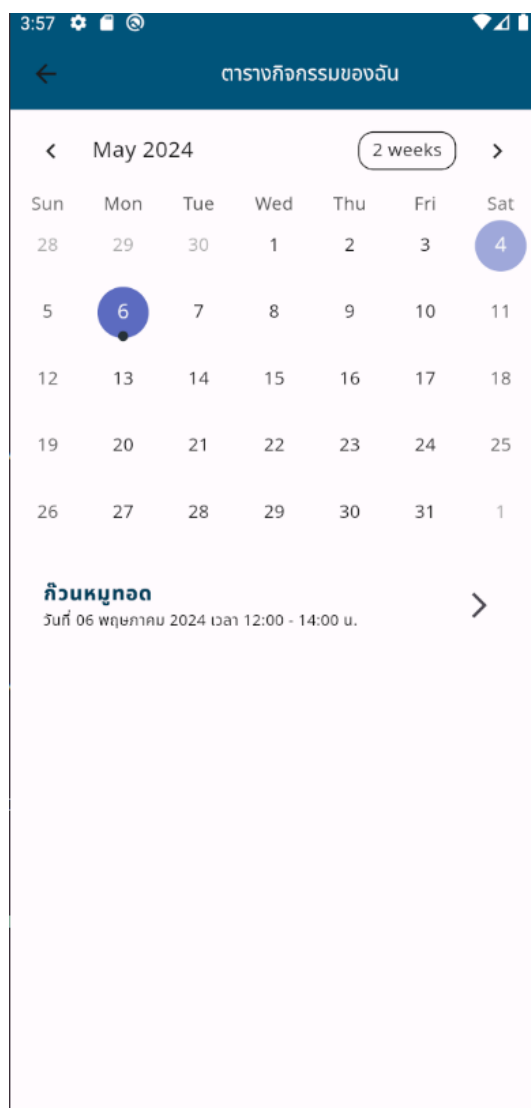 3:57
ตารางกิจกรรมของฉัน
May 2024 2 weeks
Sun Mon Tue Wed Thu Fri Sat
28 29 30 1 2 3 4
5 6 7 8 9 10 11
12 13 14 15 16 17 18
19 20 21 22 23 24 25
26 27 28 29 30 31 1
ก๊วนหมูทอด
วันที่ 06 พฤษภาคม 2024 เวลา 12:00 - 14:00 น.